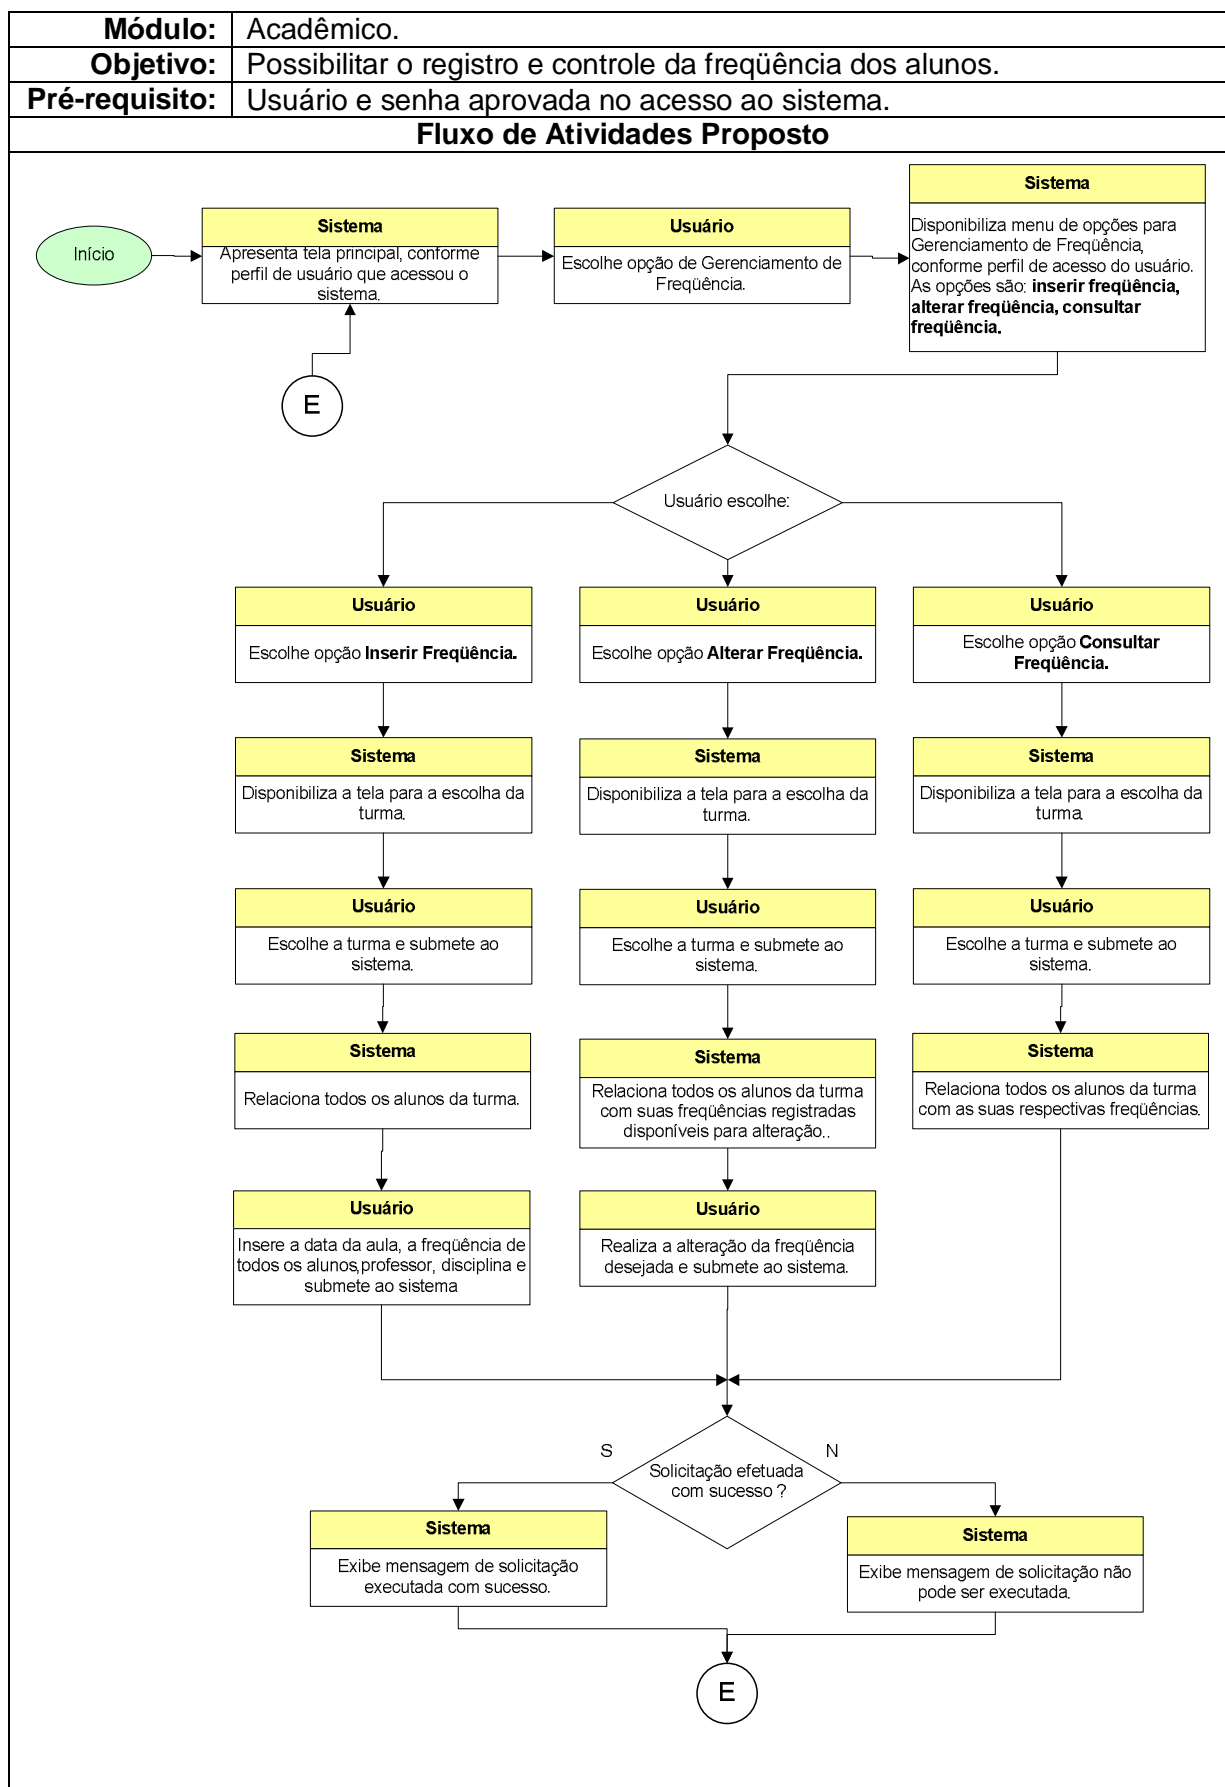 Módulo: Acadêmico.
Objetivo: Possibilitar o registro e controle da freqüência dos alunos.
Pré-requisito: Usuário e senha aprovada no acesso ao sistema.
Fluxo de Atividades Proposto
Início
Sistema
Apresenta tela principal, conforme
perfil de usuário que acessou o
sistema.
Usuário
Escolhe opção de Gerenciamento de
Freqüência.
Sistema
Disponibiliza menu de opções para
Gerenciamento de Freqüência,
conforme perfil de acesso do usuário.
As opções são: inserir freqüência,
alterar freqüência, consultar
freqüência.
E
Usuário escolhe:
Usuário
Escolhe opção Inserir Freqüência.
Sistema
Disponibiliza a tela para a escolha da
turma.
Usuário
Escolhe a turma e submete ao
sistema.
Sistema
Relaciona todos os alunos da turma.
Usuário
Insere a data da aula, a freqüência de
todos os alunos,professor, disciplina e
submete ao sistema
Usuário
Escolhe opção Alterar Freqüência.
Sistema
Disponibiliza a tela para a escolha da
turma.
Usuário
Escolhe a turma e submete ao
sistema.
Sistema
Relaciona todos os alunos da turma
com suas freqüências registradas
disponíveis para alteração..
Usuário
Realiza a alteração da freqüência
desejada e submete ao sistema.
Usuário
Escolhe opção Consultar
Freqüência.
Sistema
Disponibiliza a tela para a escolha da
turma.
Usuário
Escolhe a turma e submete ao
sistema.
Sistema
Relaciona todos os alunos da turma
com as suas respectivas freqüências.
S
N
Solicitação efetuada
com sucesso ?
Sistema
Exibe mensagem de solicitação
executada com sucesso.
Sistema
Exibe mensagem de solicitação não
pode ser executada.
E